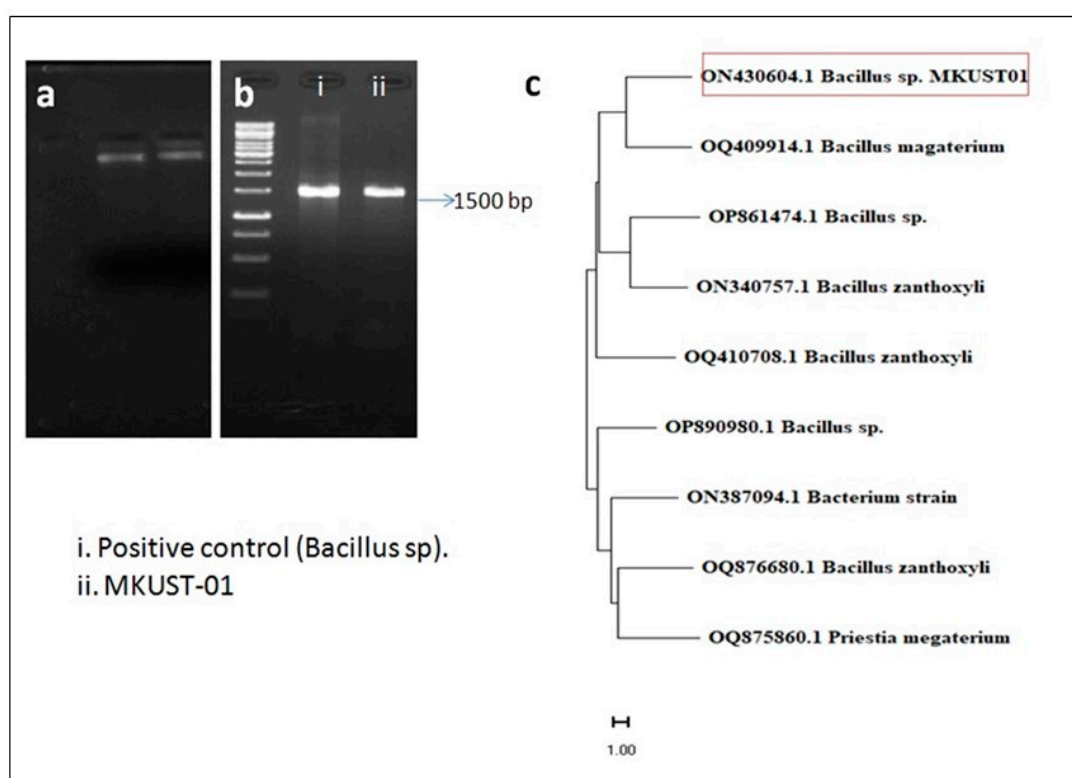 a
b
i
ii
1500 bp
i. Positive control (Bacillus sp).
ii. MKUST-01
c
ON430604.1 Bacillus sp. MKUST01
OQ409914.1 Bacillus magaterium
OP861474.1 Bacillus sp.
ON340757.1 Bacillus zanthoxyli
OQ410708.1 Bacillus zanthoxyli
OP890980.1 Bacillus sp.
ON387094.1 Bacterium strain
OQ876680.1 Bacillus zanthoxyli
OQ875860.1 Priestia megaterium
1.00